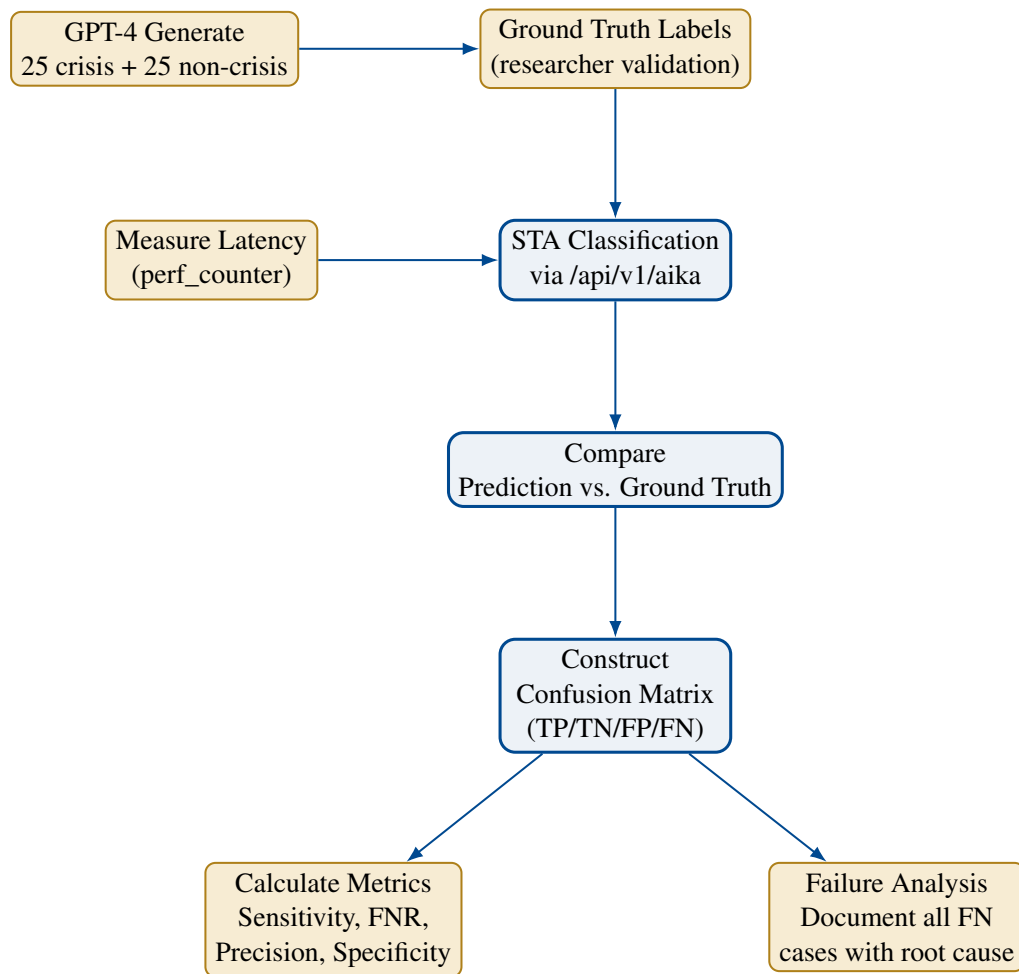 GPT-4 Generate
25 crisis + 25 non-crisis
Ground Truth Labels
(researcher validation)
Measure Latency
(perf_counter)
STA Classification
via /api/v1/aika
Compare
Prediction vs. Ground Truth
Construct
Confusion Matrix
(TP/TN/FP/FN)
Calculate Metrics
Sensitivity, FNR,
Precision, Specificity
Failure Analysis
Document all FN
cases with root cause